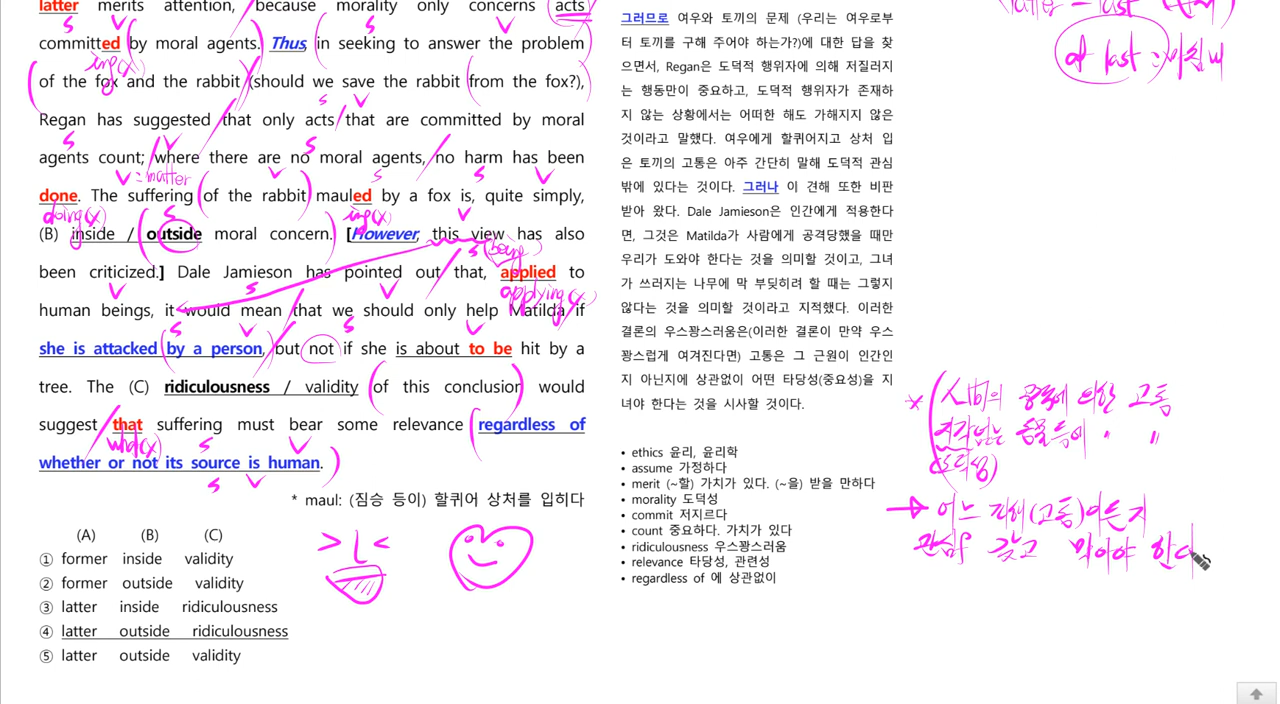 latter merits attention, because morality only concerns acts
committed by moral agents. Thus, in seeking to answer the problem
ing(x)
of the fox and the rabbit (should we save the rabbit from the fox?),
Regan has suggested that only acts that are committed by moral
agents count; where there are no moral agents, no harm has been
= matter
done. The suffering of the rabbit mauled by a fox is, quite simply,
doing(x) ing(x)
(B) inside / outside moral concern. [However, this view has also
(being)
been criticized.] Dale Jamieson has pointed out that, applied to
applying(x)
human beings, it would mean that we should only help Matilda if
she is attacked by a person, but not if she is about to be hit by a
tree. The (C) ridiculousness / validity of this conclusion would
suggest that suffering must bear some relevance regardless of
what(x)
whether or not its source is human.
* maul: (짐승 등이) 할퀴어 상처를 입히다
(A) (B) (C)
① former inside validity
② former outside validity
③ latter inside ridiculousness
④ latter outside ridiculousness
⑤ latter outside validity
그러므로 여우와 토끼의 문제 (우리는 여우로부
터 토끼를 구해 주어야 하는가?)에 대한 답을 찾
으면서, Regan은 도덕적 행위자에 의해 저질러지
는 행동만이 중요하고, 도덕적 행위자가 존재하
지 않는 상황에서는 어떠한 해도 가해지지 않은
것이라고 말했다. 여우에게 할퀴어지고 상처 입
은 토끼의 고통은 아주 간단히 말해 도덕적 관심
밖에 있다는 것이다. 그러나 이 견해 또한 비판
받아 왔다. Dale Jamieson은 인간에게 적용한다
면, 그것은 Matilda가 사람에게 공격당했을 때만
우리가 도와야 한다는 것을 의미할 것이고, 그녀
가 쓰러지는 나무에 막 부딪히려 할 때는 그렇지
않다는 것을 의미할 것이라고 지적했다. 이러한
결론의 우스꽝스러움은(이러한 결론이 만약 우스
꽝스럽게 여겨진다면) 고통은 그 근원이 인간인
지 아닌지에 상관없이 어떤 타당성(중요성)을 지
녀야 한다는 것을 시사할 것이다.
• ethics 윤리, 윤리학
• assume 가정하다
• merit (~할) 가치가 있다. (~을) 받을 만하다
• morality 도덕성
• commit 저지르다
• count 중요하다. 가치가 있다
• ridiculousness 우스꽝스러움
• relevance 타당성, 관련성
• regardless of 에 상관없이
at last : 마침내
人間의 공격에 의한 고통
(도덕성)
→ 어느 피해(고통)이든지
관심을 갖고 막아야 한다